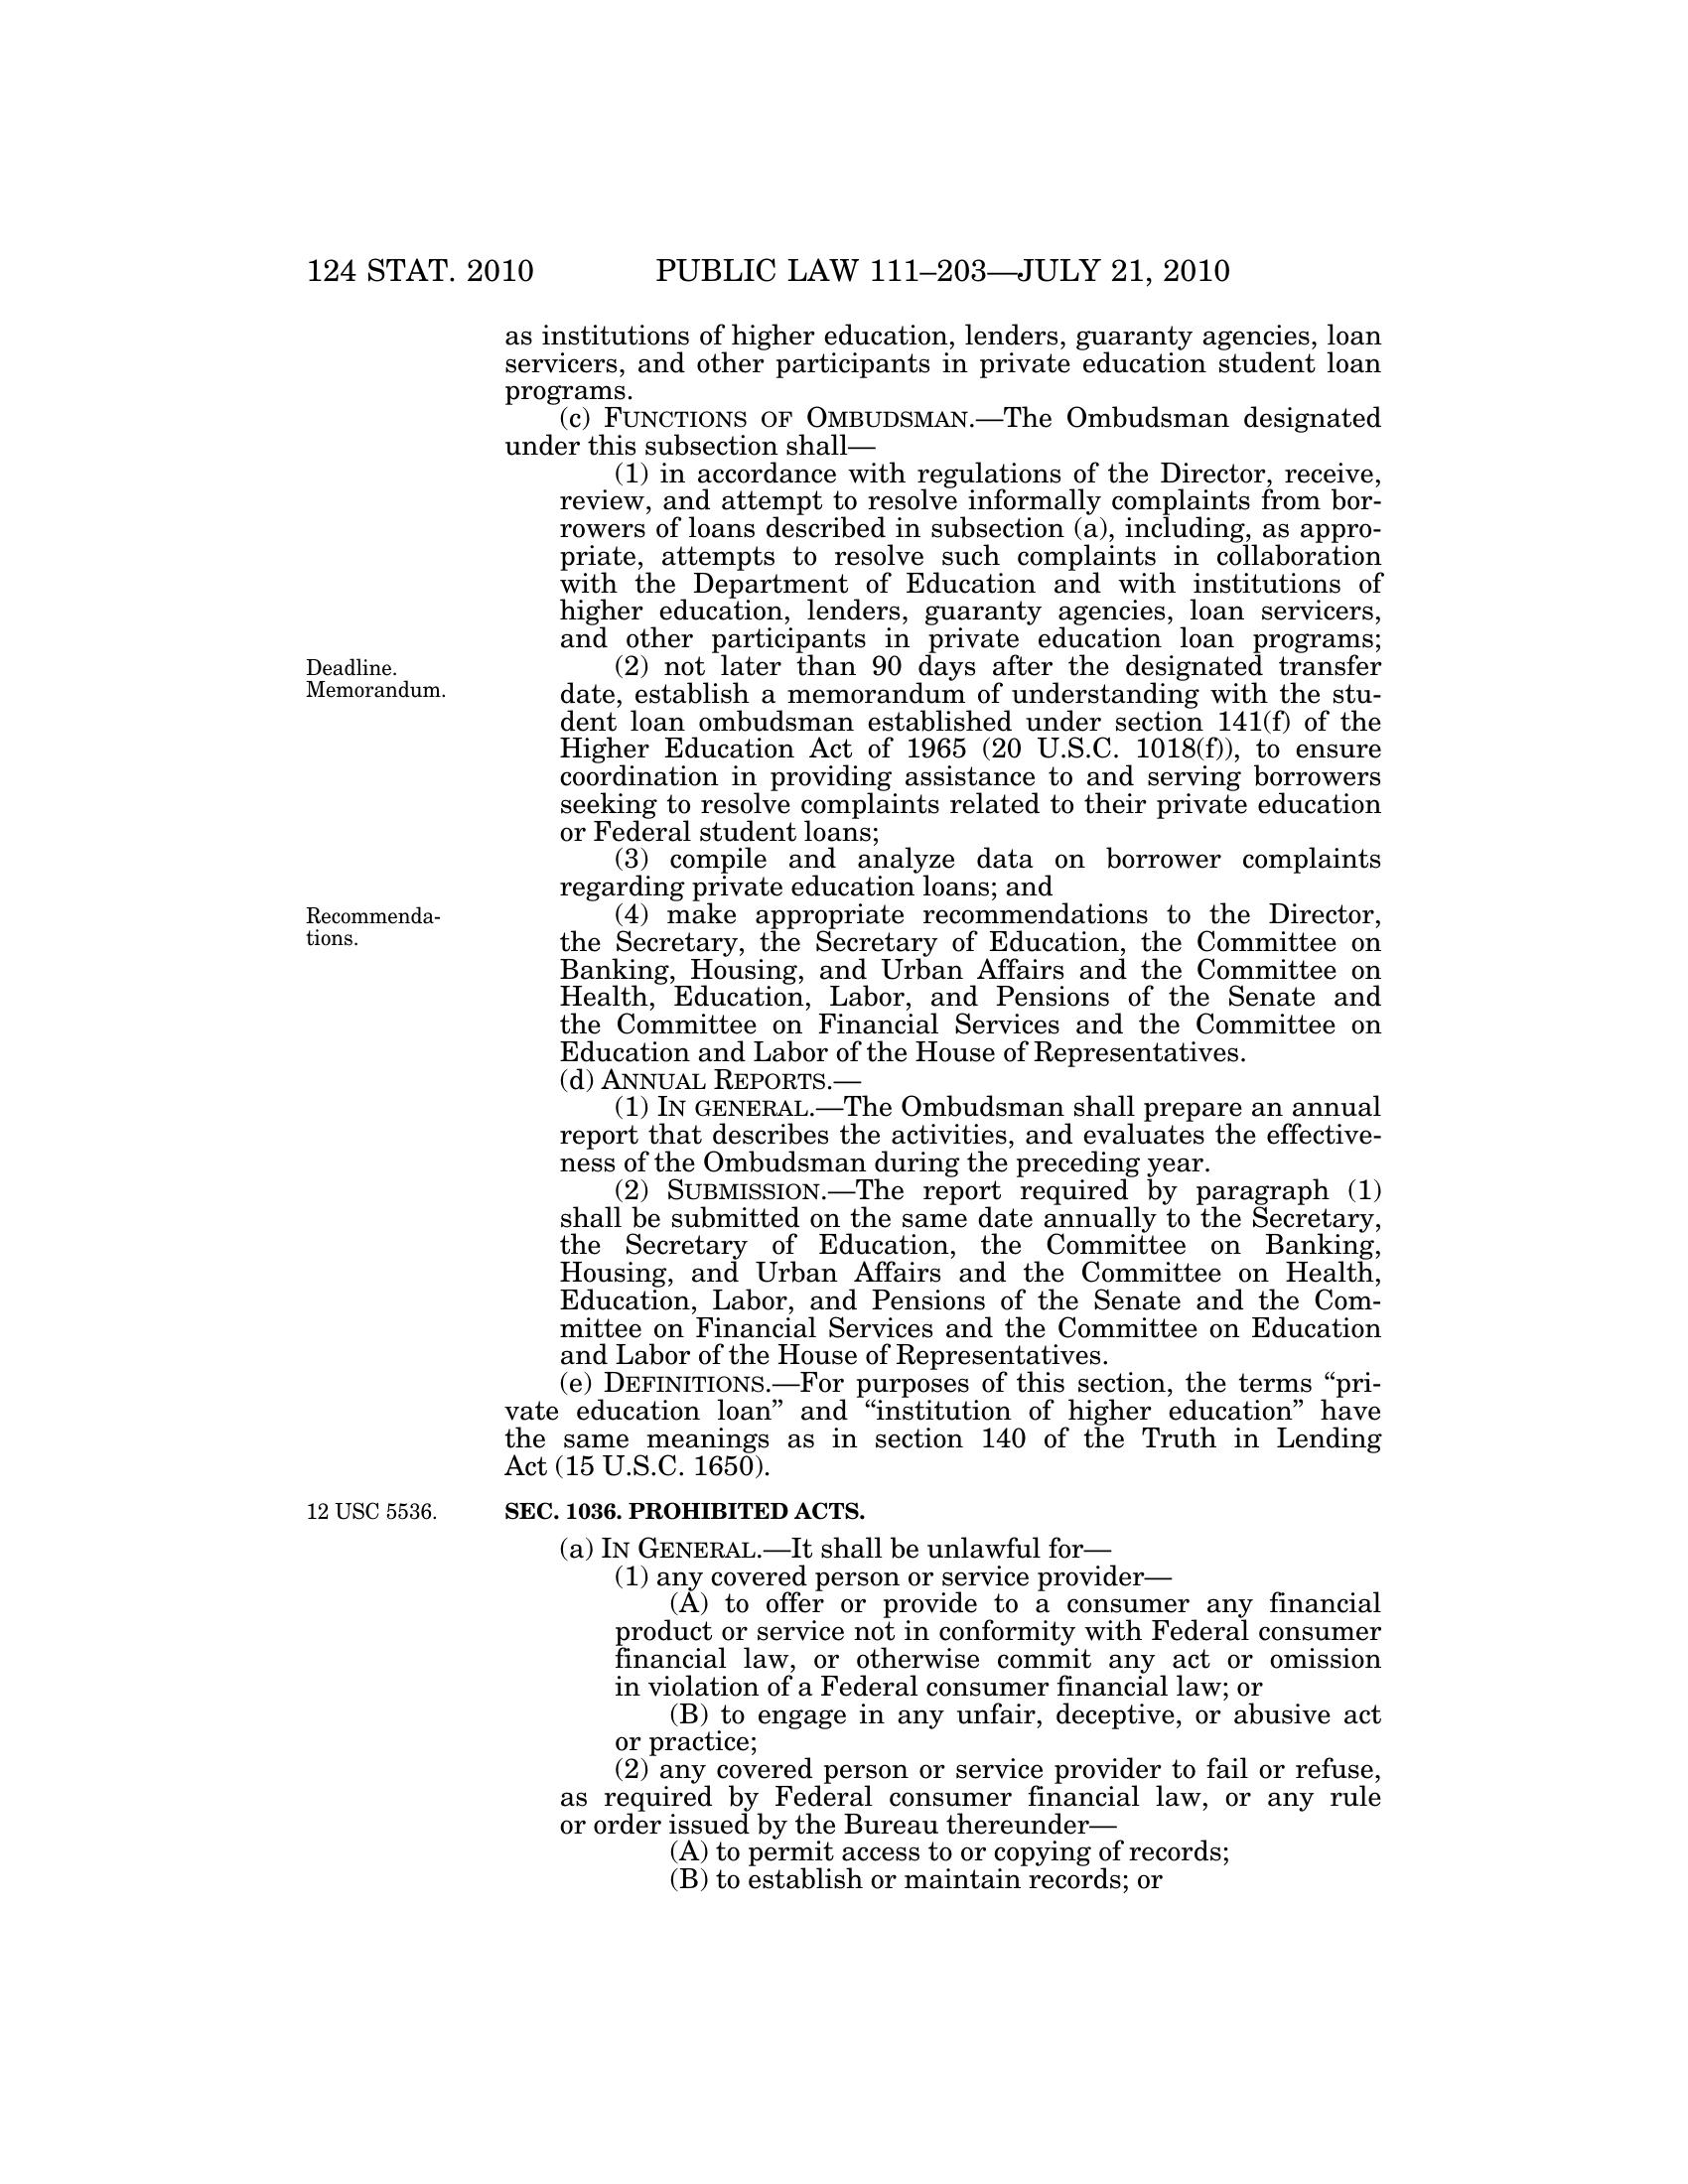 124 STAT. 2010 PUBLIC LAW 111–203—JULY 21, 2010
as institutions of higher education, lenders, guaranty agencies, loan
servicers, and other participants in private education student loan
programs.
(c) FUNCTIONS OF OMBUDSMAN.—The Ombudsman designated
under this subsection shall—
(1) in accordance with regulations of the Director, receive,
review, and attempt to resolve informally complaints from bor-
rowers of loans described in subsection (a), including, as appro-
priate, attempts to resolve such complaints in collaboration
with the Department of Education and with institutions of
higher education, lenders, guaranty agencies, loan servicers,
and other participants in private education loan programs;
Deadline.
Memorandum.
(2) not later than 90 days after the designated transfer
date, establish a memorandum of understanding with the stu-
dent loan ombudsman established under section 141(f) of the
Higher Education Act of 1965 (20 U.S.C. 1018(f)), to ensure
coordination in providing assistance to and serving borrowers
seeking to resolve complaints related to their private education
or Federal student loans;
(3) compile and analyze data on borrower complaints
regarding private education loans; and
Recommenda-
tions.
(4) make appropriate recommendations to the Director,
the Secretary, the Secretary of Education, the Committee on
Banking, Housing, and Urban Affairs and the Committee on
Health, Education, Labor, and Pensions of the Senate and
the Committee on Financial Services and the Committee on
Education and Labor of the House of Representatives.
(d) ANNUAL REPORTS.—
(1) IN GENERAL.—The Ombudsman shall prepare an annual
report that describes the activities, and evaluates the effective-
ness of the Ombudsman during the preceding year.
(2) SUBMISSION.—The report required by paragraph (1)
shall be submitted on the same date annually to the Secretary,
the Secretary of Education, the Committee on Banking,
Housing, and Urban Affairs and the Committee on Health,
Education, Labor, and Pensions of the Senate and the Com-
mittee on Financial Services and the Committee on Education
and Labor of the House of Representatives.
(e) DEFINITIONS.—For purposes of this section, the terms “pri-
vate education loan” and “institution of higher education” have
the same meanings as in section 140 of the Truth in Lending
Act (15 U.S.C. 1650).
12 USC 5536.
SEC. 1036. PROHIBITED ACTS.
(a) IN GENERAL.—It shall be unlawful for—
(1) any covered person or service provider—
(A) to offer or provide to a consumer any financial
product or service not in conformity with Federal consumer
financial law, or otherwise commit any act or omission
in violation of a Federal consumer financial law; or
(B) to engage in any unfair, deceptive, or abusive act
or practice;
(2) any covered person or service provider to fail or refuse,
as required by Federal consumer financial law, or any rule
or order issued by the Bureau thereunder—
(A) to permit access to or copying of records;
(B) to establish or maintain records; or